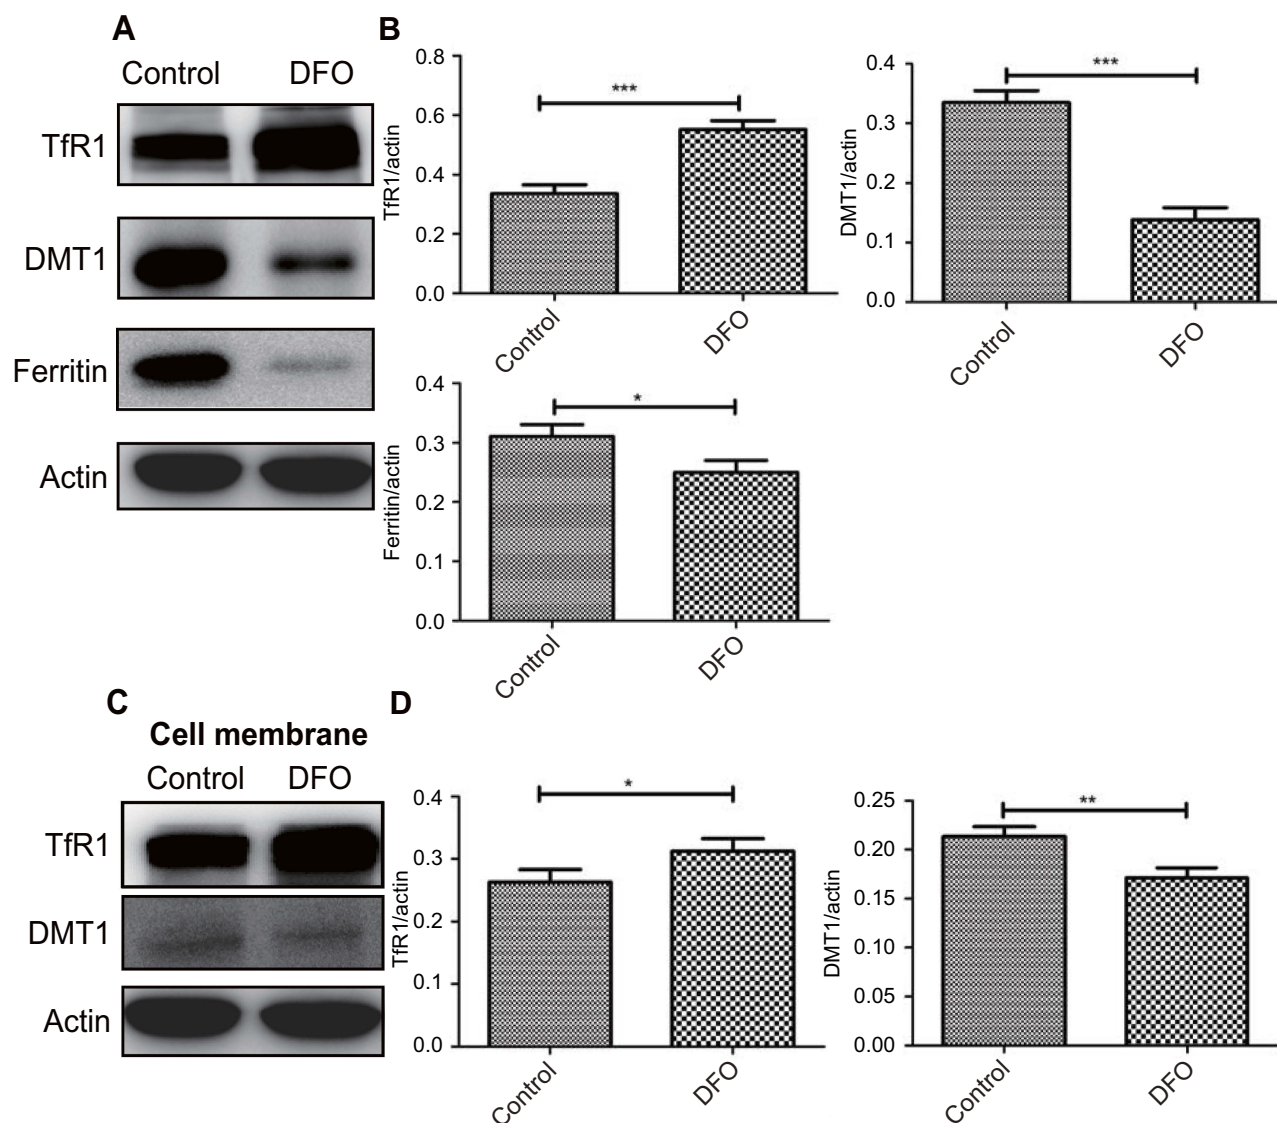 A
Control DFO
TfR1
DMT1
Ferritin
Actin
B
0.8
0.6
0.4
0.2
0.0
TfR1/actin
***
Control
DFO
0.4
0.3
0.2
0.1
0.0
DMT1/actin
***
Control
DFO
0.4
0.3
0.2
0.1
0.0
Ferritin/actin
*
Control
DFO
C
Cell membrane
Control DFO
TfR1
DMT1
Actin
D
0.4
0.3
0.2
0.1
0.0
TfR1/actin
*
Control
DFO
0.25
0.20
0.15
0.10
0.05
0.00
DMT1/actin
**
Control
DFO